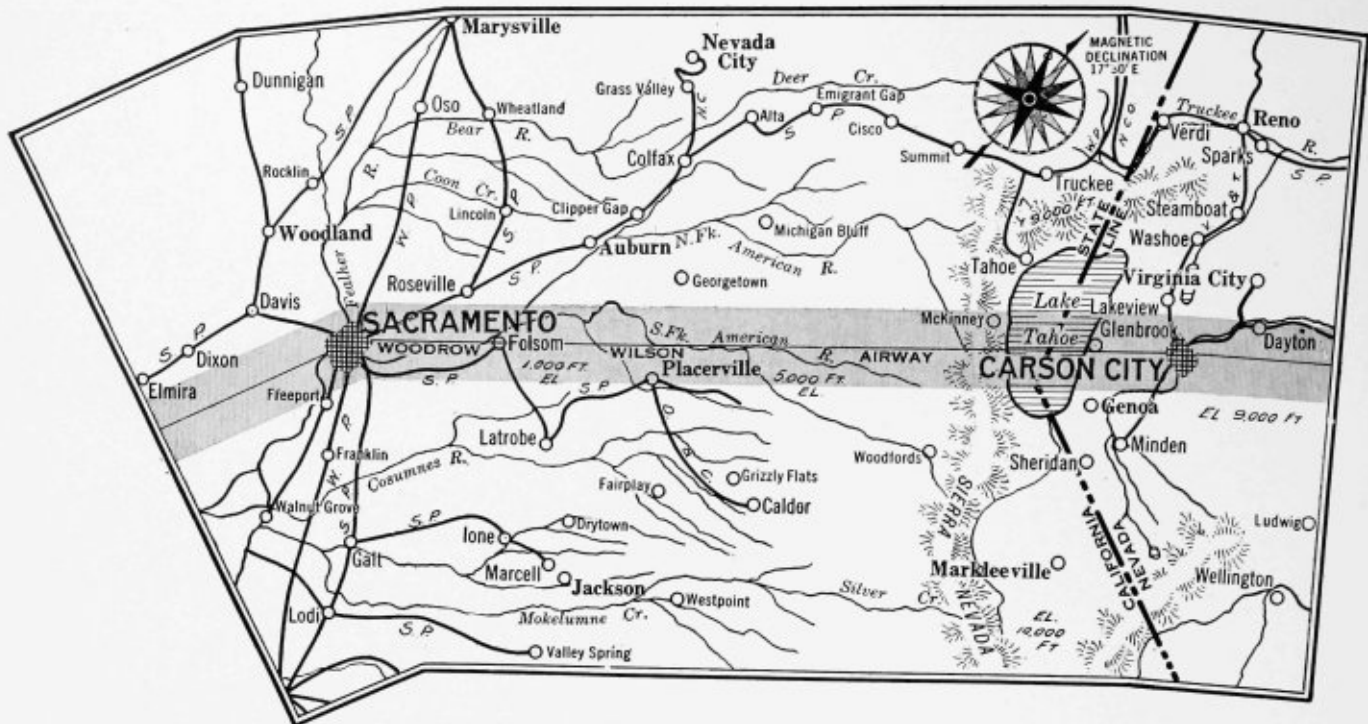 Marysville
Nevada
City
MAGNETIC
DECLINATION
17°30'E
Dunnigan
Oso
Wheatland
Grass Valley
Deer Cr.
Emigrant Gap
Truckee
Reno
S.P.
Bear R.
N.C.
Alta
S P
Cisco
W.P.
N C O
Verdi
Sparks
R.
S.P.
Colfax
Summit
Rocklin
R.
Coon Cr.
Truckee
Lincoln
S P
Clipper Gap
Michigan Bluff
9,000 FT.
Steamboat
V & T
Woodland
W. P.
Auburn
N.Fk.
American R.
L T
STATE
LINE
Washoe
Roseville
S.P.
Georgetown
Tahoe
Virginia City
Davis
Feather
Lake
Tahoe
Lakeview
Glenbrook
McKinney
SACRAMENTO
S.Fk. American R.
S P
Dixon
WOODROW
Folsom
WILSON
AIRWAY
Dayton
Elmira
S.P.
1,000 FT.
EL
Placerville
5,000 FT.
EL
CARSON CITY
Freeport
S.P.
Genoa
EL 9,000 FT
Latrobe
Minden
Franklin
W. P.
Cosumnes R.
C. & C.
Woodfords
Sheridan
Grizzly Flats
Fairplay
Caldor
SIERRA
NEVADA
Walnut Grove
S.P.
S.P.
Drytown
Ludwig
Galt
Ione
CALIFORNIA
NEVADA
Marcell
Jackson
Markleeville
Wellington
Lodi
Westpoint
Silver Cr.
Mokelumne Cr.
EL.
10,000
FT
S.P.
Valley Spring